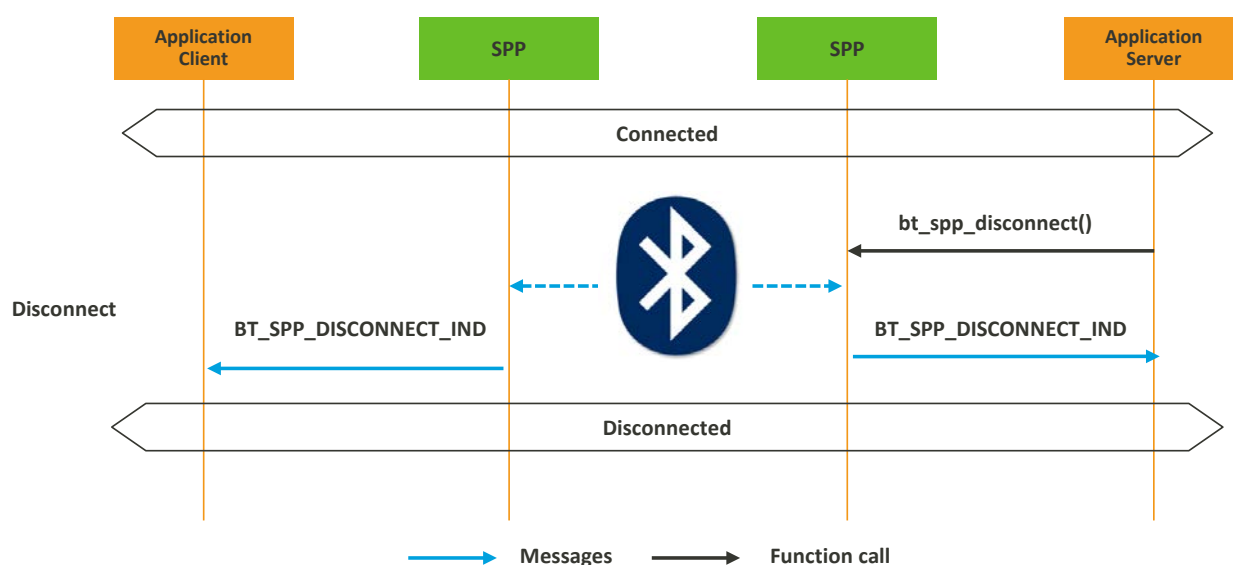 Application
Client
SPP
SPP
Application
Server
Connected
bt_spp_disconnect()
Disconnect
BT_SPP_DISCONNECT_IND
BT_SPP_DISCONNECT_IND
Disconnected
Messages
Function call